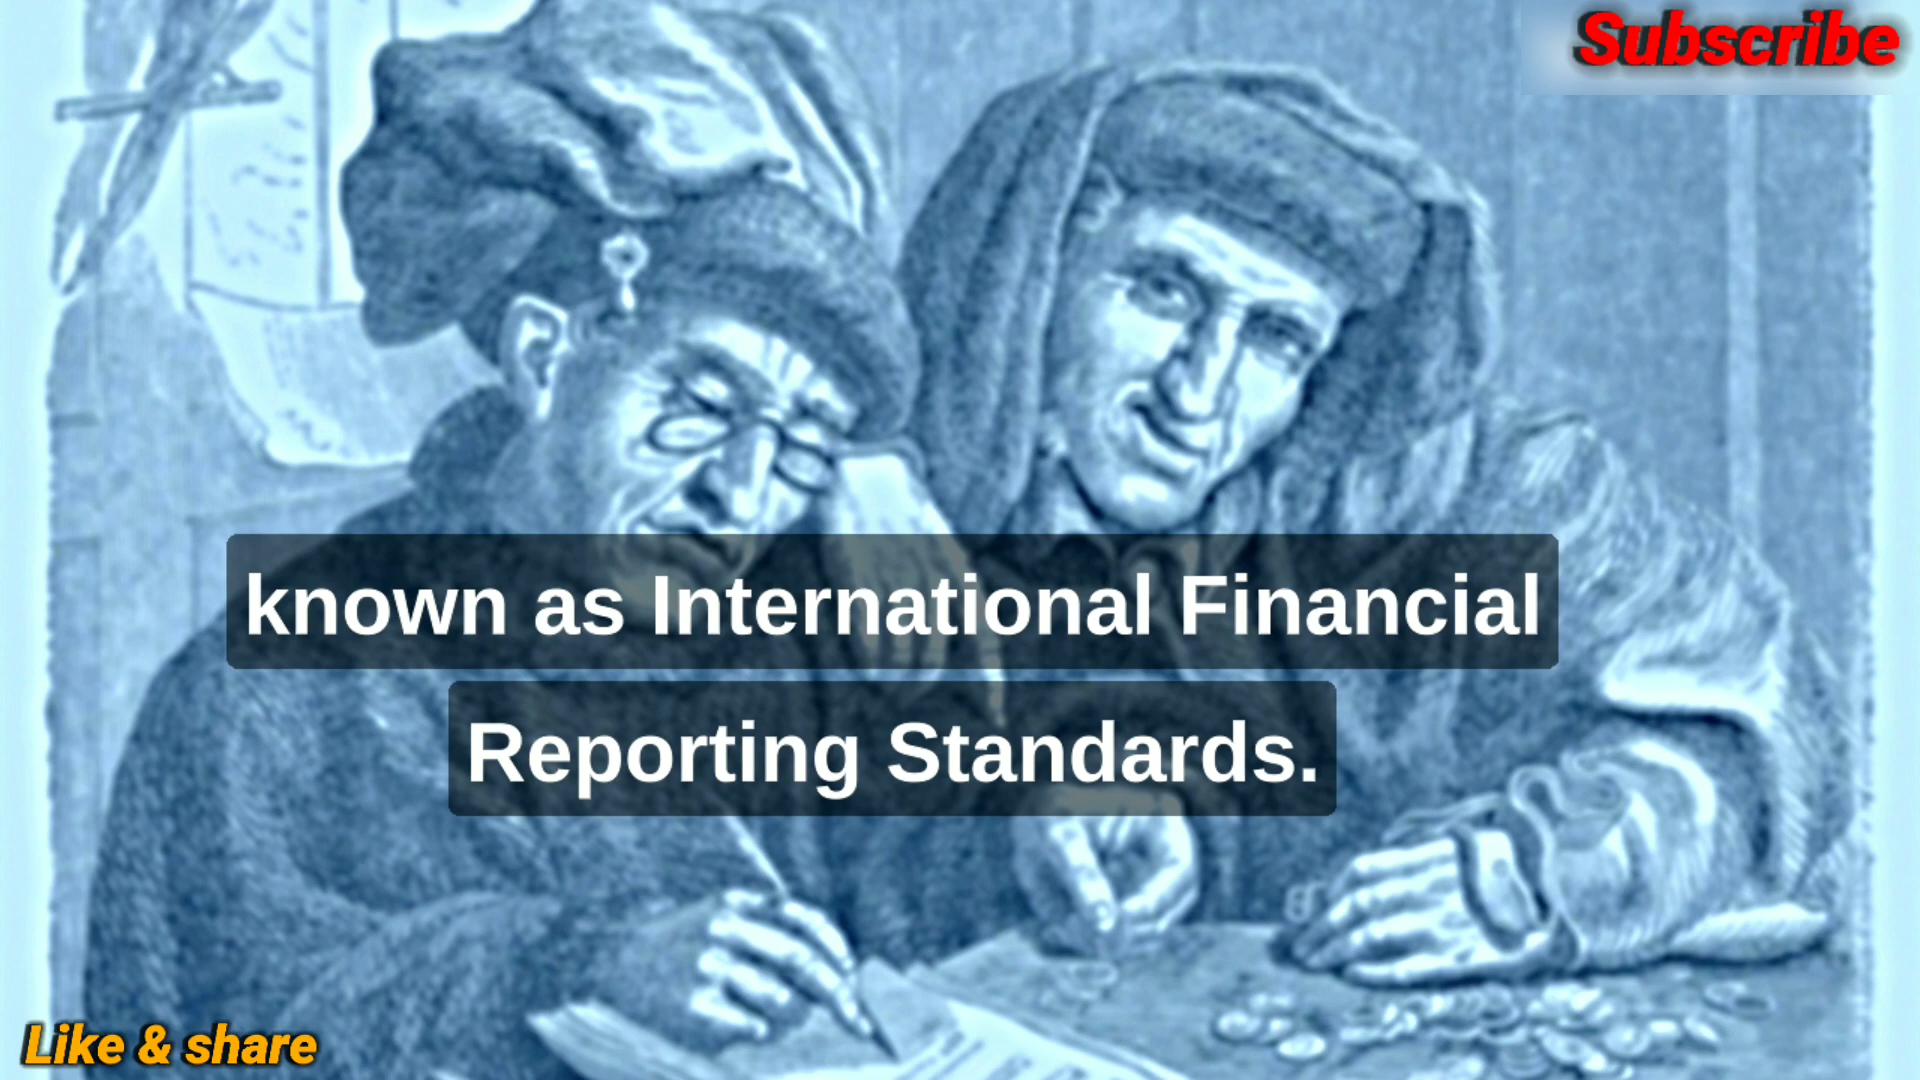 Subscribe
known as International Financial
Reporting Standards.
Like & share